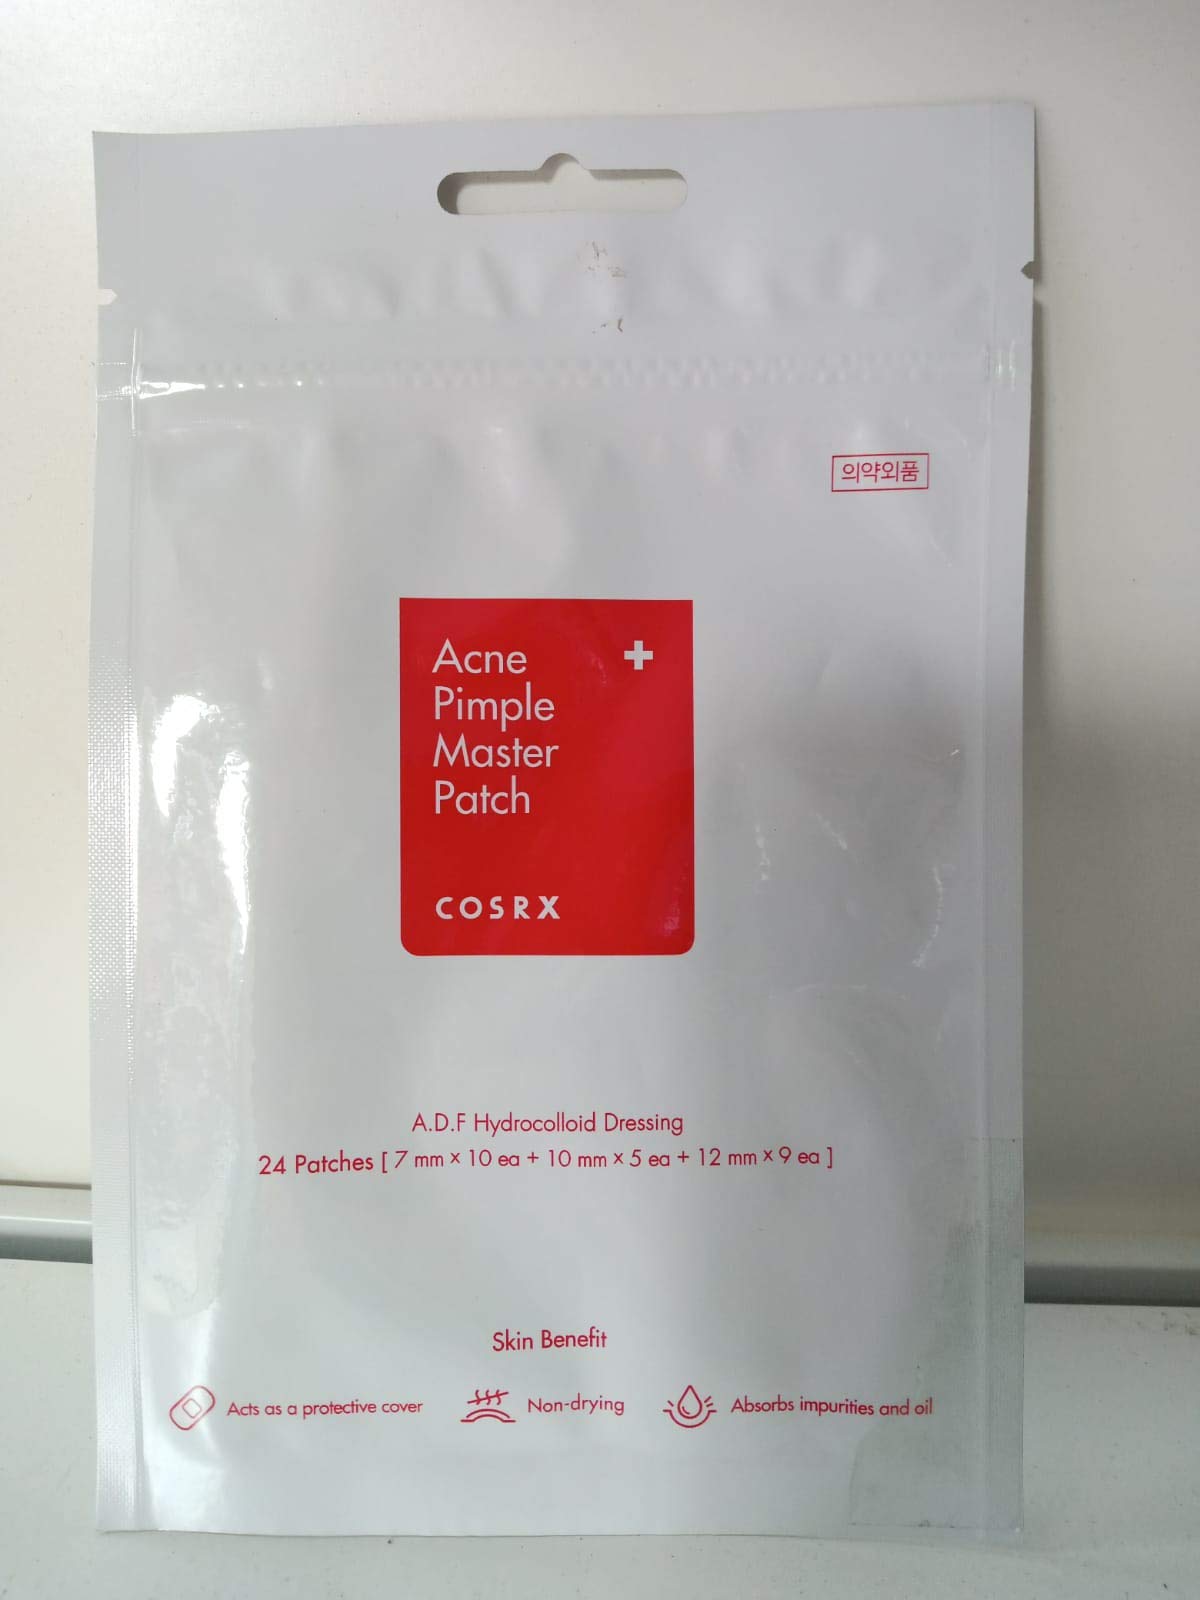 의약외품
Acne
Pimple
Master
Patch
COSRX
A.D.F Hydrocolloid Dressing
24 Patches [ 7 mm × 10 ea + 10 mm × 5 ea + 12 mm × 9 ea ]
Skin Benefit
Acts as a protective cover
Non-drying
Absorbs impurities and oil